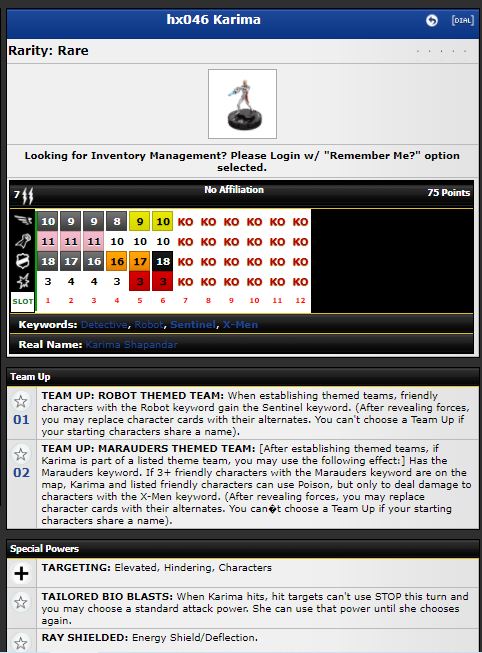 hx046 Karima
[DIAL]
Rarity: Rare
Looking for Inventory Management? Please Login w/ "Remember Me?" option
selected.
7 No Affiliation 75 Points
10 9 9 8 9 10 KO KO KO KO KO KO
11 11 11 10 10 10 KO KO KO KO KO KO
18 17 16 16 17 18 KO KO KO KO KO KO
3 4 4 3 3 3 KO KO KO KO KO KO
SLOT 1 2 3 4 5 6 7 8 9 10 11 12
Keywords: Detective, Robot, Sentinel, X-Men
Real Name: Karima Shapandar
Team Up
01
TEAM UP: ROBOT THEMED TEAM: When establishing themed teams, friendly
characters with the Robot keyword gain the Sentinel keyword. (After revealing forces,
you may replace character cards with their alternates. You can't choose a Team Up if
your starting characters share a name).
02
TEAM UP: MARAUDERS THEMED TEAM: [After establishing themed teams, if
Karima is part of a listed theme team, you may use the following effect:] Has the
Marauders keyword. If 3+ friendly characters with the Marauders keyword are on the
map, Karima and listed friendly characters can use Poison, but only to deal damage to
characters with the X-Men keyword. (After revealing forces, you may replace
character cards with their alternates. You can�t choose a Team Up if your starting
characters share a name).
Special Powers
TARGETING: Elevated, Hindering, Characters
TAILORED BIO BLASTS: When Karima hits, hit targets can't use STOP this turn and
you may choose a standard attack power. She can use that power until she chooses
again.
RAY SHIELDED: Energy Shield/Deflection.